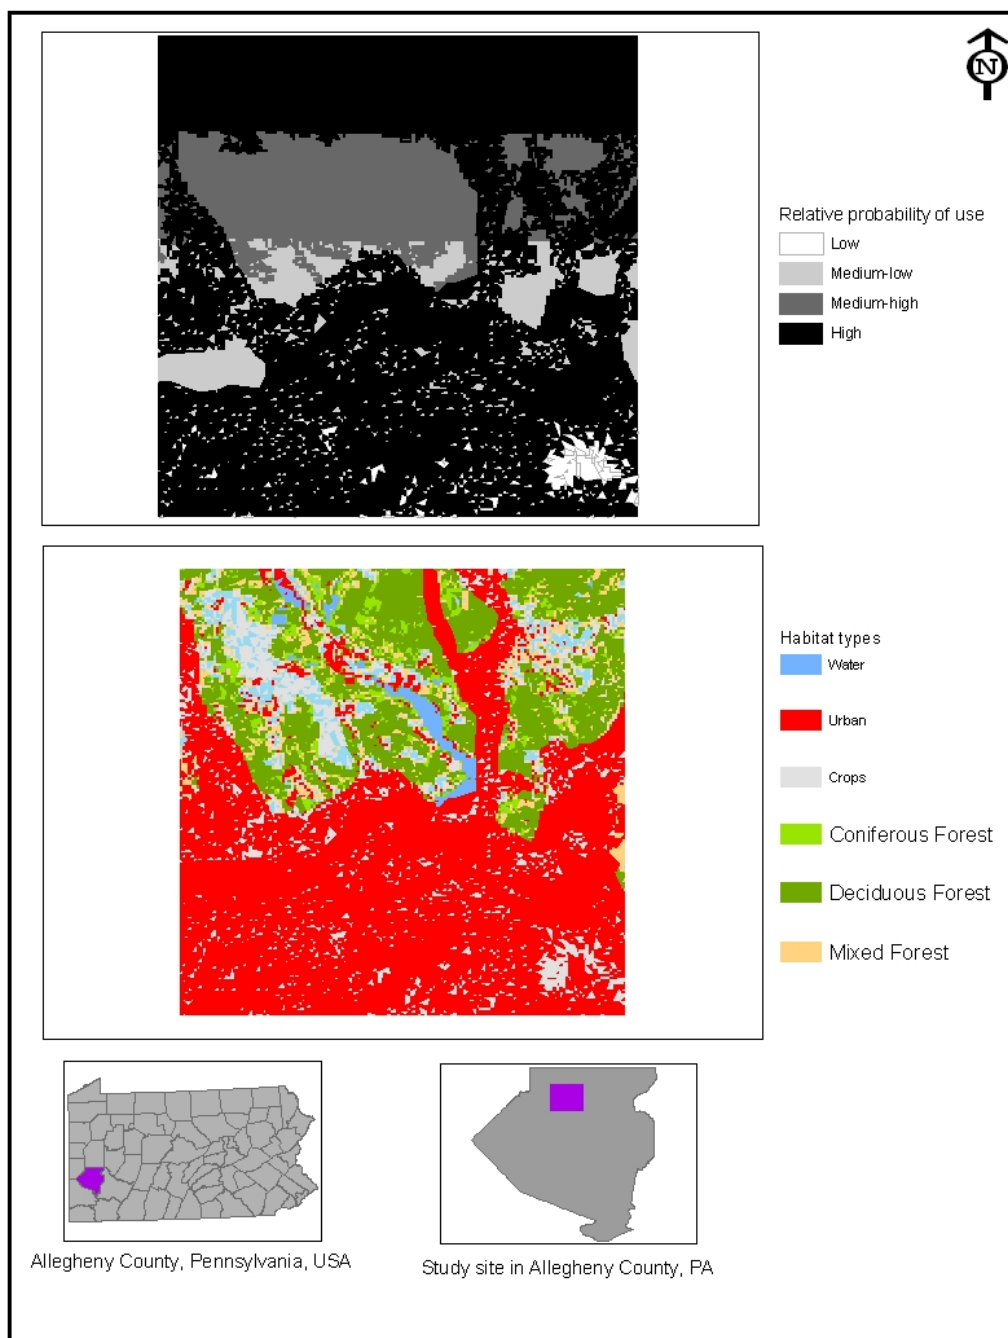 N
Relative probability of use
Low
Medium-low
Medium-high
High
Habitat types
Water
Urban
Crops
Coniferous Forest
Deciduous Forest
Mixed Forest
Allegheny County, Pennsylvania, USA
Study site in Allegheny County, PA